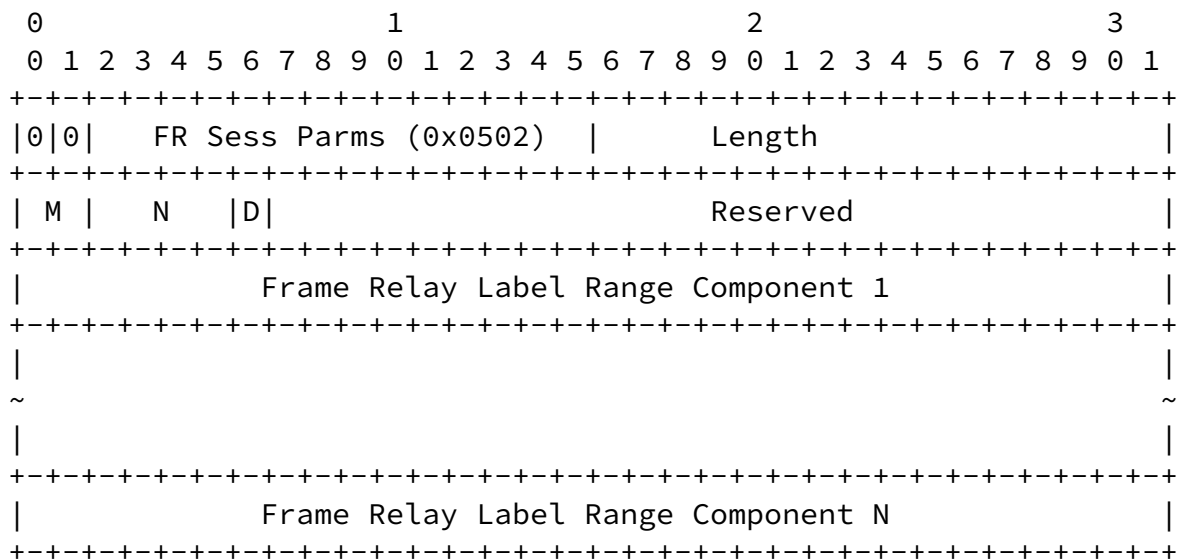 0                   1                   2                   3
 0 1 2 3 4 5 6 7 8 9 0 1 2 3 4 5 6 7 8 9 0 1 2 3 4 5 6 7 8 9 0 1
+-+-+-+-+-+-+-+-+-+-+-+-+-+-+-+-+-+-+-+-+-+-+-+-+-+-+-+-+-+-+-+-+
|0|0|   FR Sess Parms (0x0502)  |      Length                   |
+-+-+-+-+-+-+-+-+-+-+-+-+-+-+-+-+-+-+-+-+-+-+-+-+-+-+-+-+-+-+-+-+
| M |   N   |D|                        Reserved                 |
+-+-+-+-+-+-+-+-+-+-+-+-+-+-+-+-+-+-+-+-+-+-+-+-+-+-+-+-+-+-+-+-+
|             Frame Relay Label Range Component 1               |
+-+-+-+-+-+-+-+-+-+-+-+-+-+-+-+-+-+-+-+-+-+-+-+-+-+-+-+-+-+-+-+-+
|                                                               |
~                                                               ~
|                                                               |
+-+-+-+-+-+-+-+-+-+-+-+-+-+-+-+-+-+-+-+-+-+-+-+-+-+-+-+-+-+-+-+-+
|             Frame Relay Label Range Component N               |
+-+-+-+-+-+-+-+-+-+-+-+-+-+-+-+-+-+-+-+-+-+-+-+-+-+-+-+-+-+-+-+-+